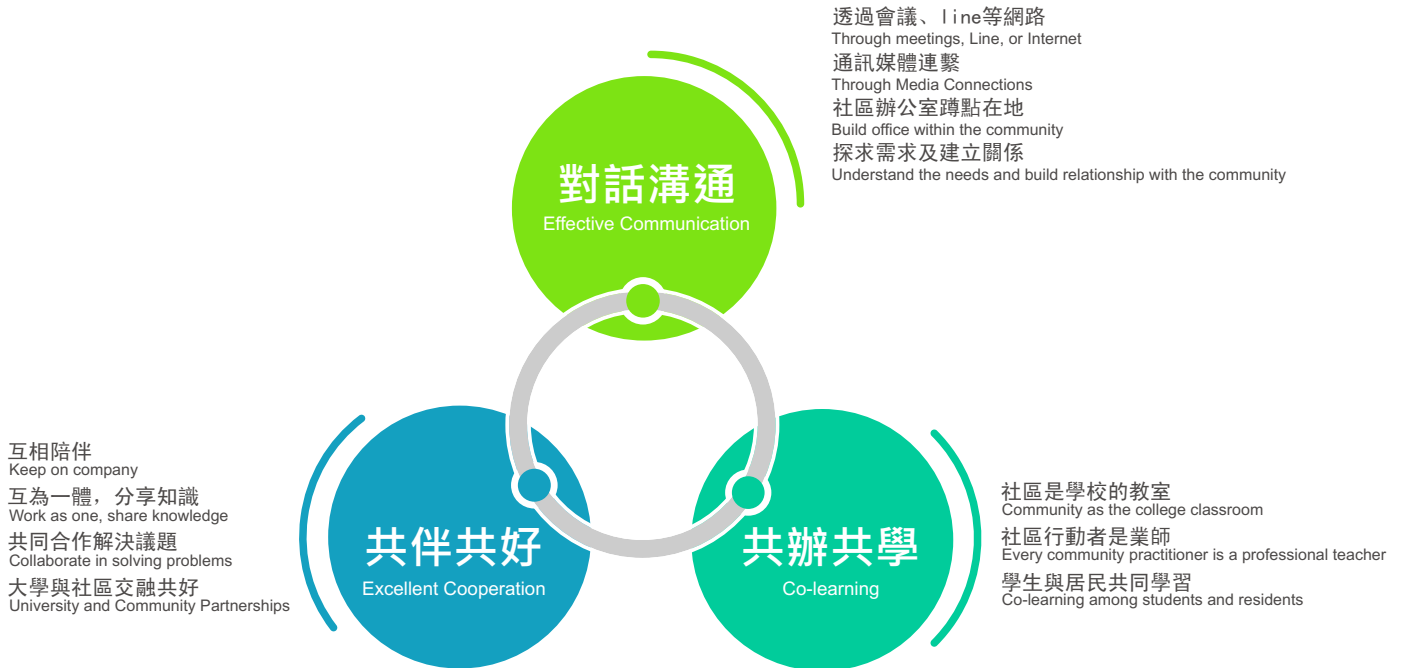 透過會議、line等網路
Through meetings, Line, or Internet
通訊媒體連繫
Through Media Connections
社區辦公室蹲點在地
Build office within the community
探求需求及建立關係
Understand the needs and build relationship with the community
對話溝通
Effective Communication
互相陪伴
Keep on company
互為一體，分享知識
Work as one, share knowledge
共同合作解決議題
Collaborate in solving problems
大學與社區交融共好
University and Community Partnerships
共伴共好
Excellent Cooperation
共辦共學
Co-learning
社區是學校的教室
Community as the college classroom
社區行動者是業師
Every community practitioner is a professional teacher
學生與居民共同學習
Co-learning among students and residents